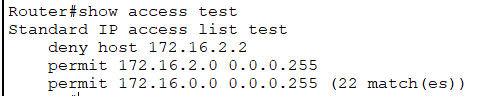 Router#show access test
Standard IP access list test
    deny host 172.16.2.2
    permit 172.16.2.0 0.0.0.255
    permit 172.16.0.0 0.0.0.255 (22 match(es))